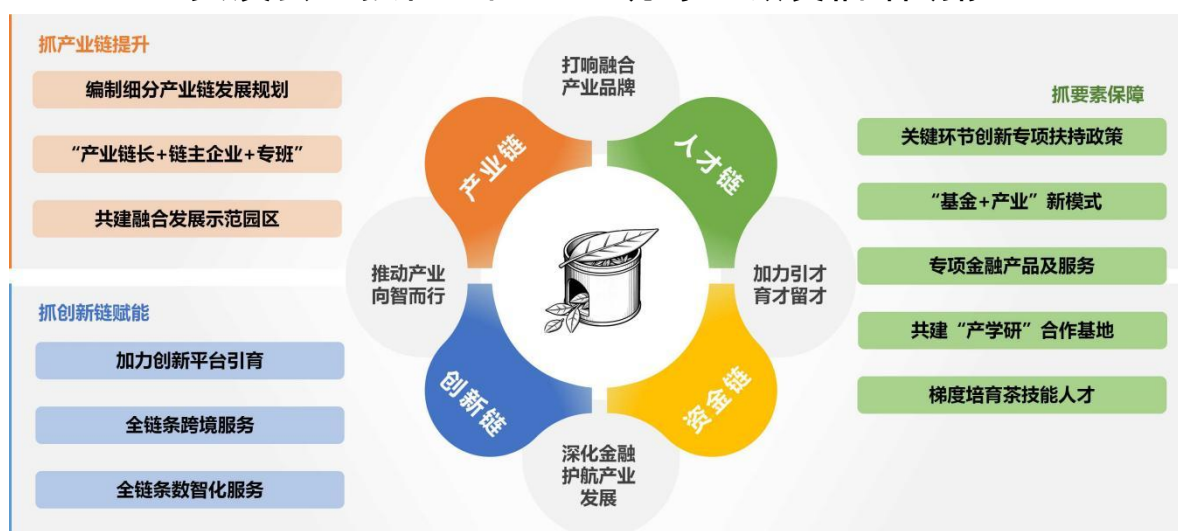 抓产业链提升
编制细分产业链发展规划
“产业链长+链主企业+专班”
共建融合发展示范园区
抓创新链赋能
加力创新平台引育
全链条跨境服务
全链条数智化服务
打响融合
产业品牌
产业链
人才链
推动产业
向智而行
加力引才
育才留才
创新链
资金链
深化金融
护航产业
发展
抓要素保障
关键环节创新专项扶持政策
“基金+产业”新模式
专项金融产品及服务
共建“产学研”合作基地
梯度培育茶技能人才